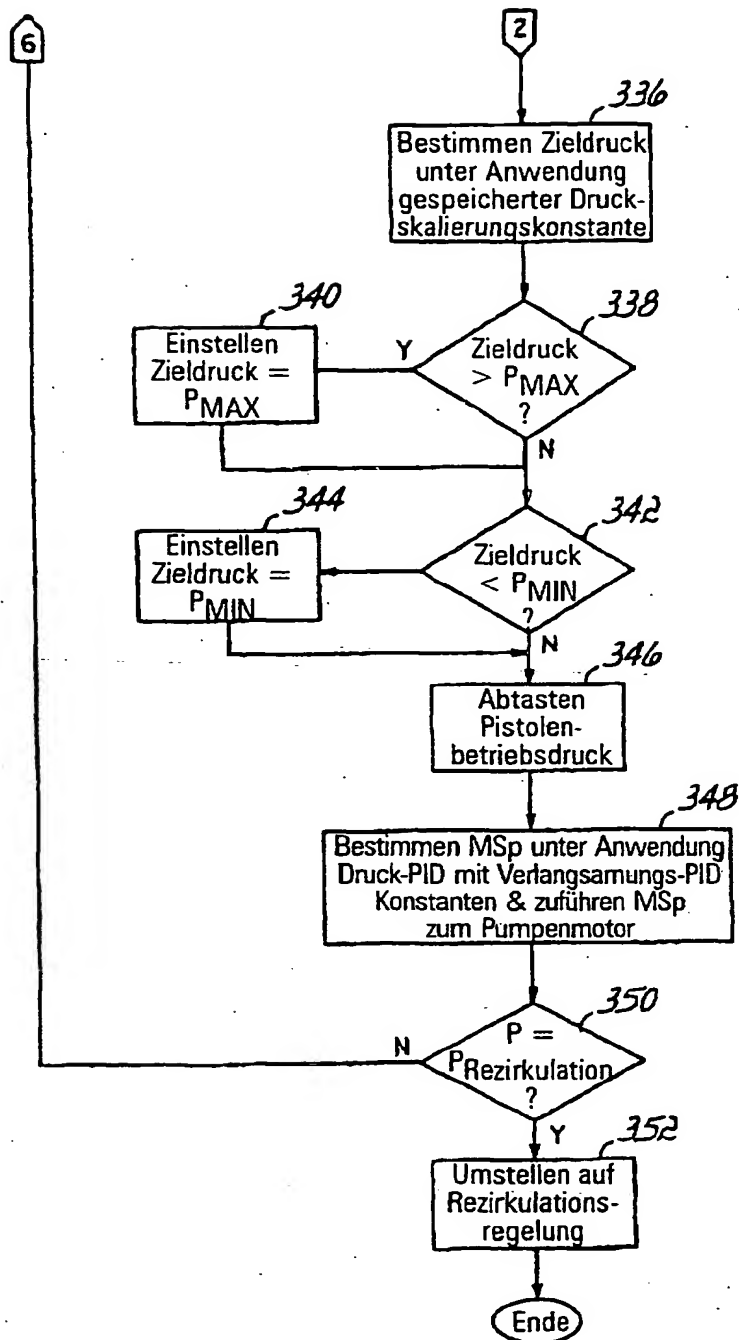 6
2
336
Bestimmen Zieldruck
unter Anwendung
gespeicherter Druck-
skalierungskonstante
340
338
Einstellen
Zieldruck =
PMAX
Y
Zieldruck
> PMAX
?
N
344
342
Einstellen
Zieldruck =
PMIN
Zieldruck
< PMIN
?
N
346
Abtasten
Pistolen-
betriebsdruck
348
Bestimmen MSp unter Anwendung
Druck-PID mit Verlangsamungs-PID
Konstanten & zuführen MSp
zum Pumpenmotor
350
N
P =
PRezirkulation
?
Y
352
Umstellen auf
Rezirkulations-
regelung
Ende